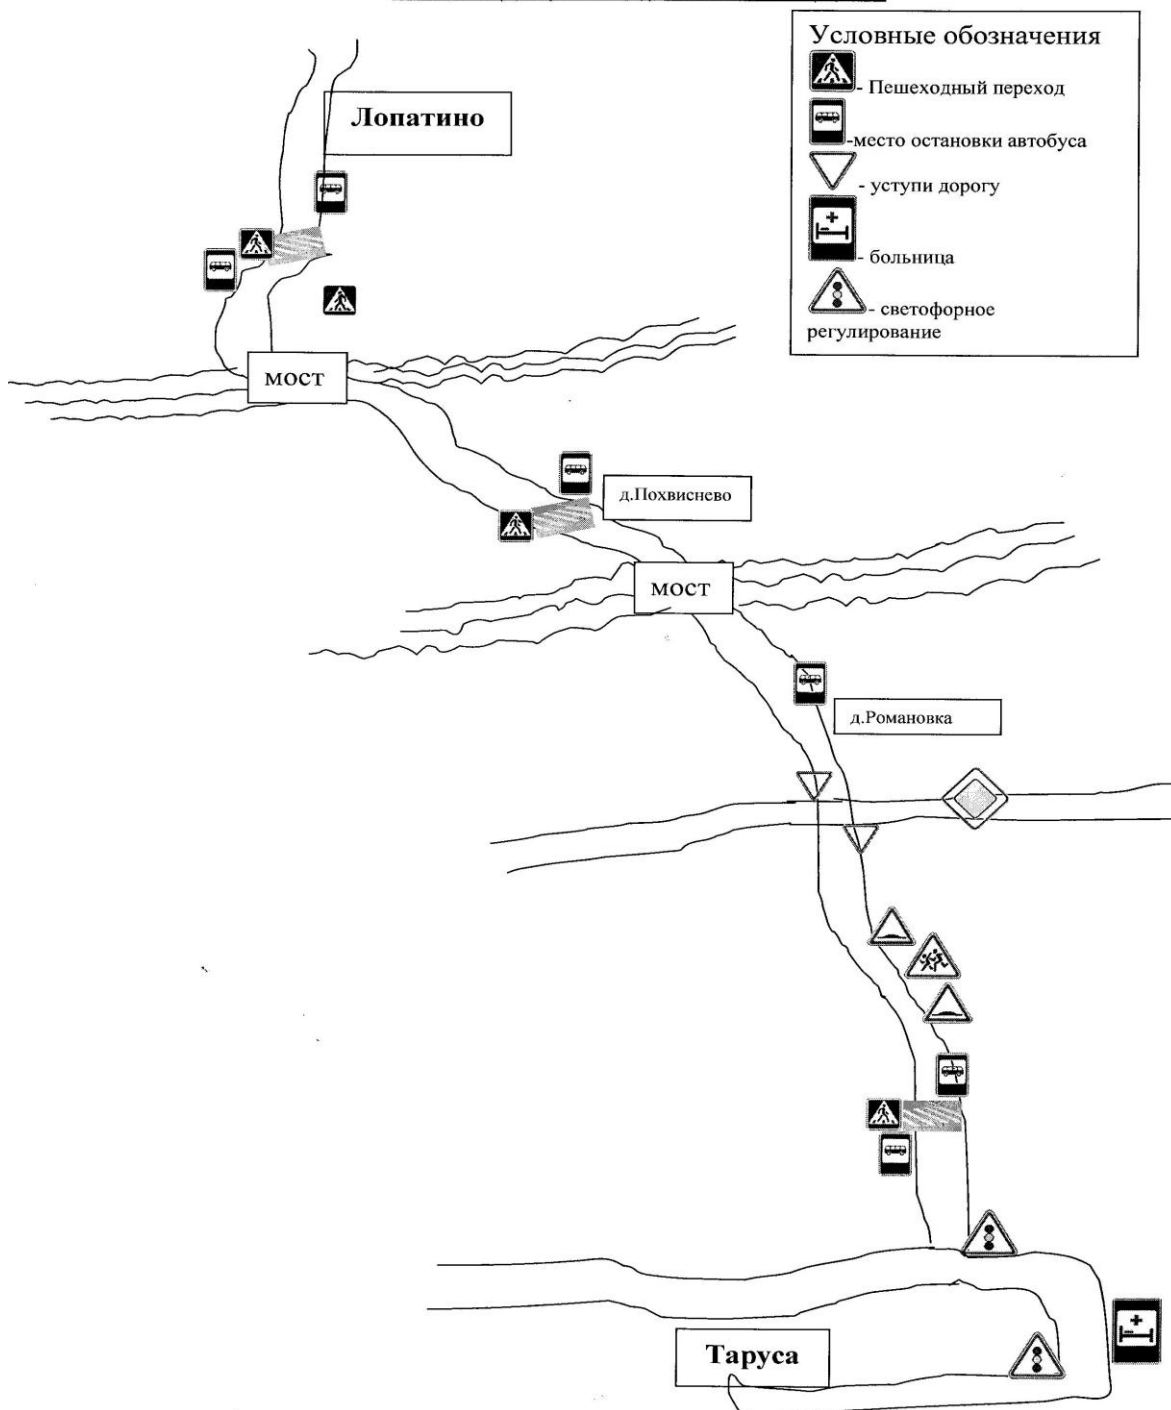 Условные обозначения
- Пешеходный переход
-место остановки автобуса
- уступи дорогу
- больница
- светофорное
регулирование
Лопатино
мост
д.Похвиснево
мост
д.Романовка
Таруса